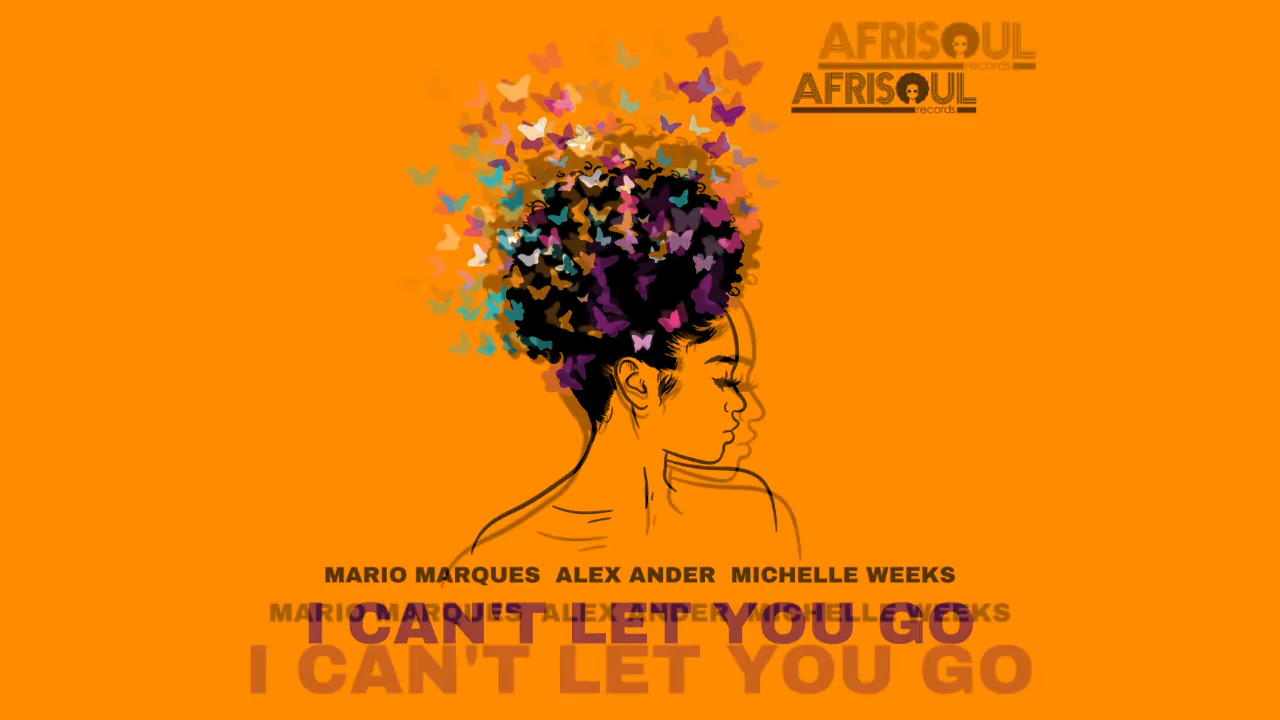 AFRISOUL
records
AFRISOUL
records
MARIO MARQUES ALEX ANDER MICHELLE WEEKS
MARIO MARQUES ALEX ANDER MICHELLE WEEKS
I CAN'T LET YOU GO
I CAN'T LET YOU GO